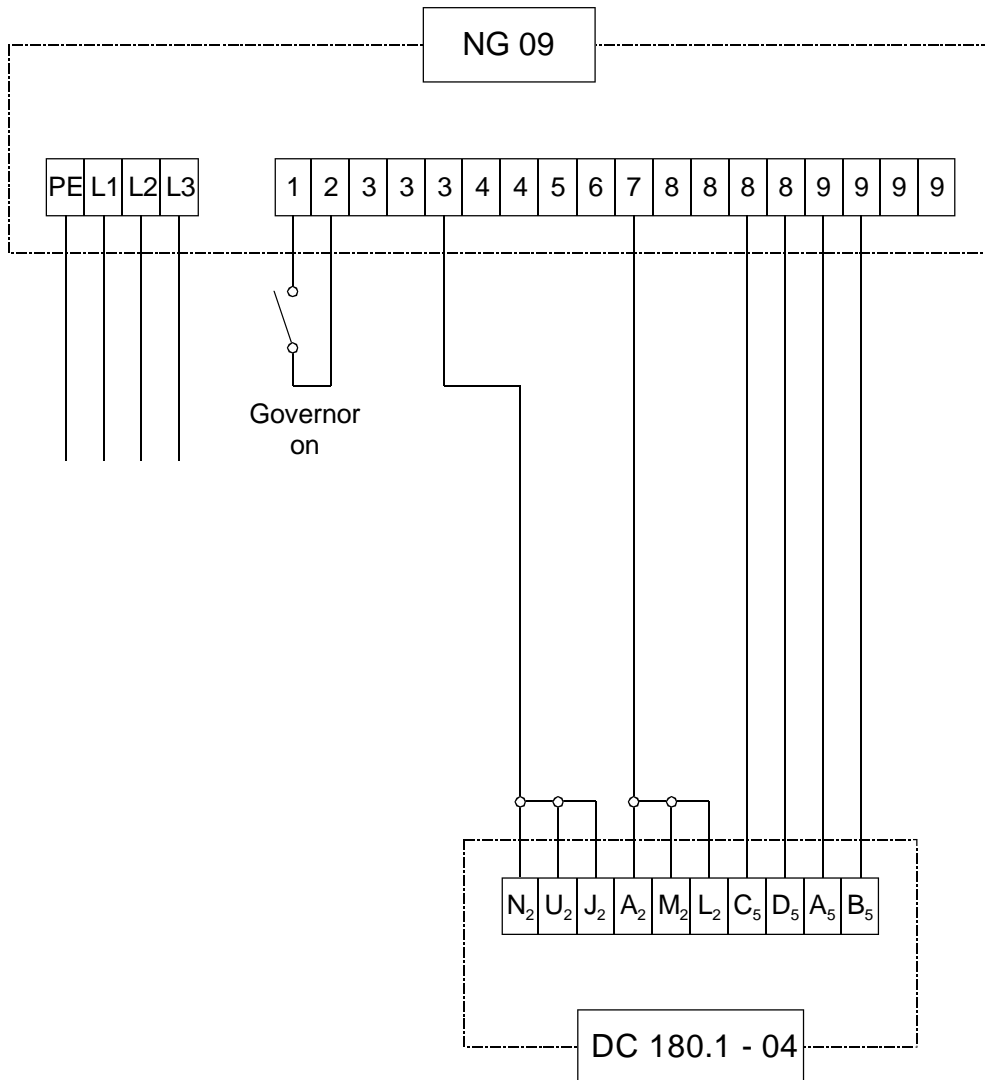 NG 09
PE L1 L2 L3 1 2 3 3 3 4 4 5 6 7 8 8 8 8 9 9 9 9
Governor
on
N₂ U₂ J₂ A₂ M₂ L₂ C₅ D₅ A₅ B₅
DC 180.1 - 04